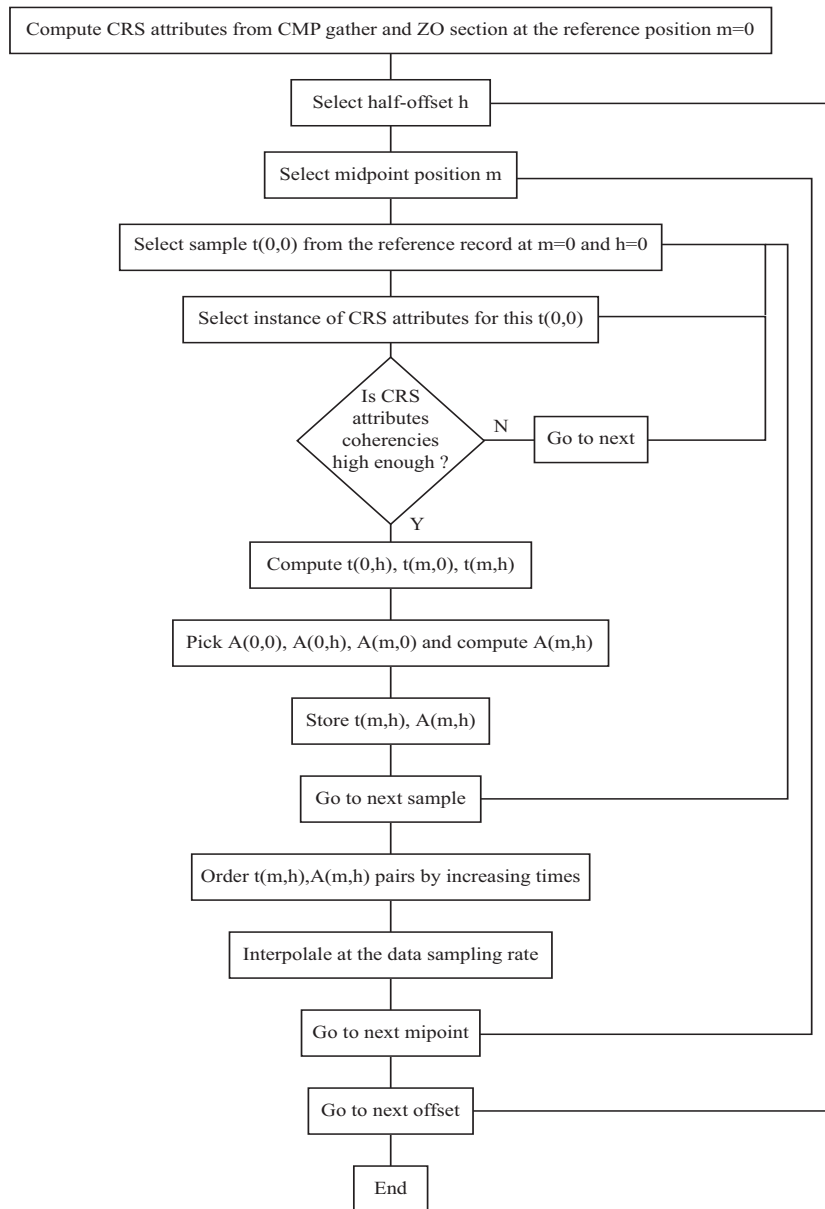 Compute CRS attributes from CMP gather and ZO section at the reference position m=0
Select half-offset h
Select midpoint position m
Select sample t(0,0) from the reference record at m=0 and h=0
Select instance of CRS attributes for this t(0,0)
Is CRS
attributes
coherencies
high enough ?
N
Go to next
Y
Compute t(0,h), t(m,0), t(m,h)
Pick A(0,0), A(0,h), A(m,0) and compute A(m,h)
Store t(m,h), A(m,h)
Go to next sample
Order t(m,h),A(m,h) pairs by increasing times
Interpolale at the data sampling rate
Go to next mipoint
Go to next offset
End